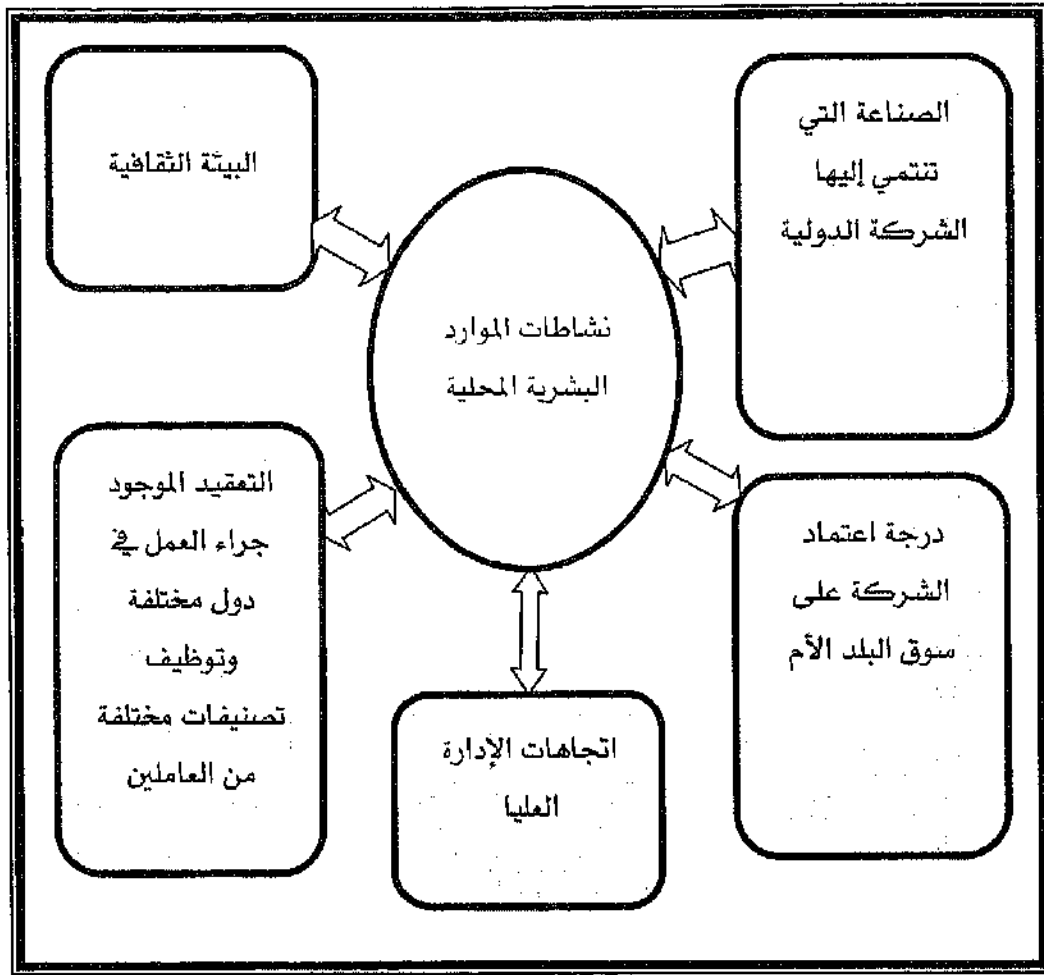 الصناعة التي
تنتمي إليها
الشركة الدولية
البيئة الثقافية
نشاطات الموارد
البشرية المحلية
درجة اعتماد
الشركة على
سوق البلد الأم
التعقيد الموجود
جراء العمل في
دول مختلفة
وتوظيف
تصنيفات مختلفة
من العاملين
اتجاهات الإدارة
العليا